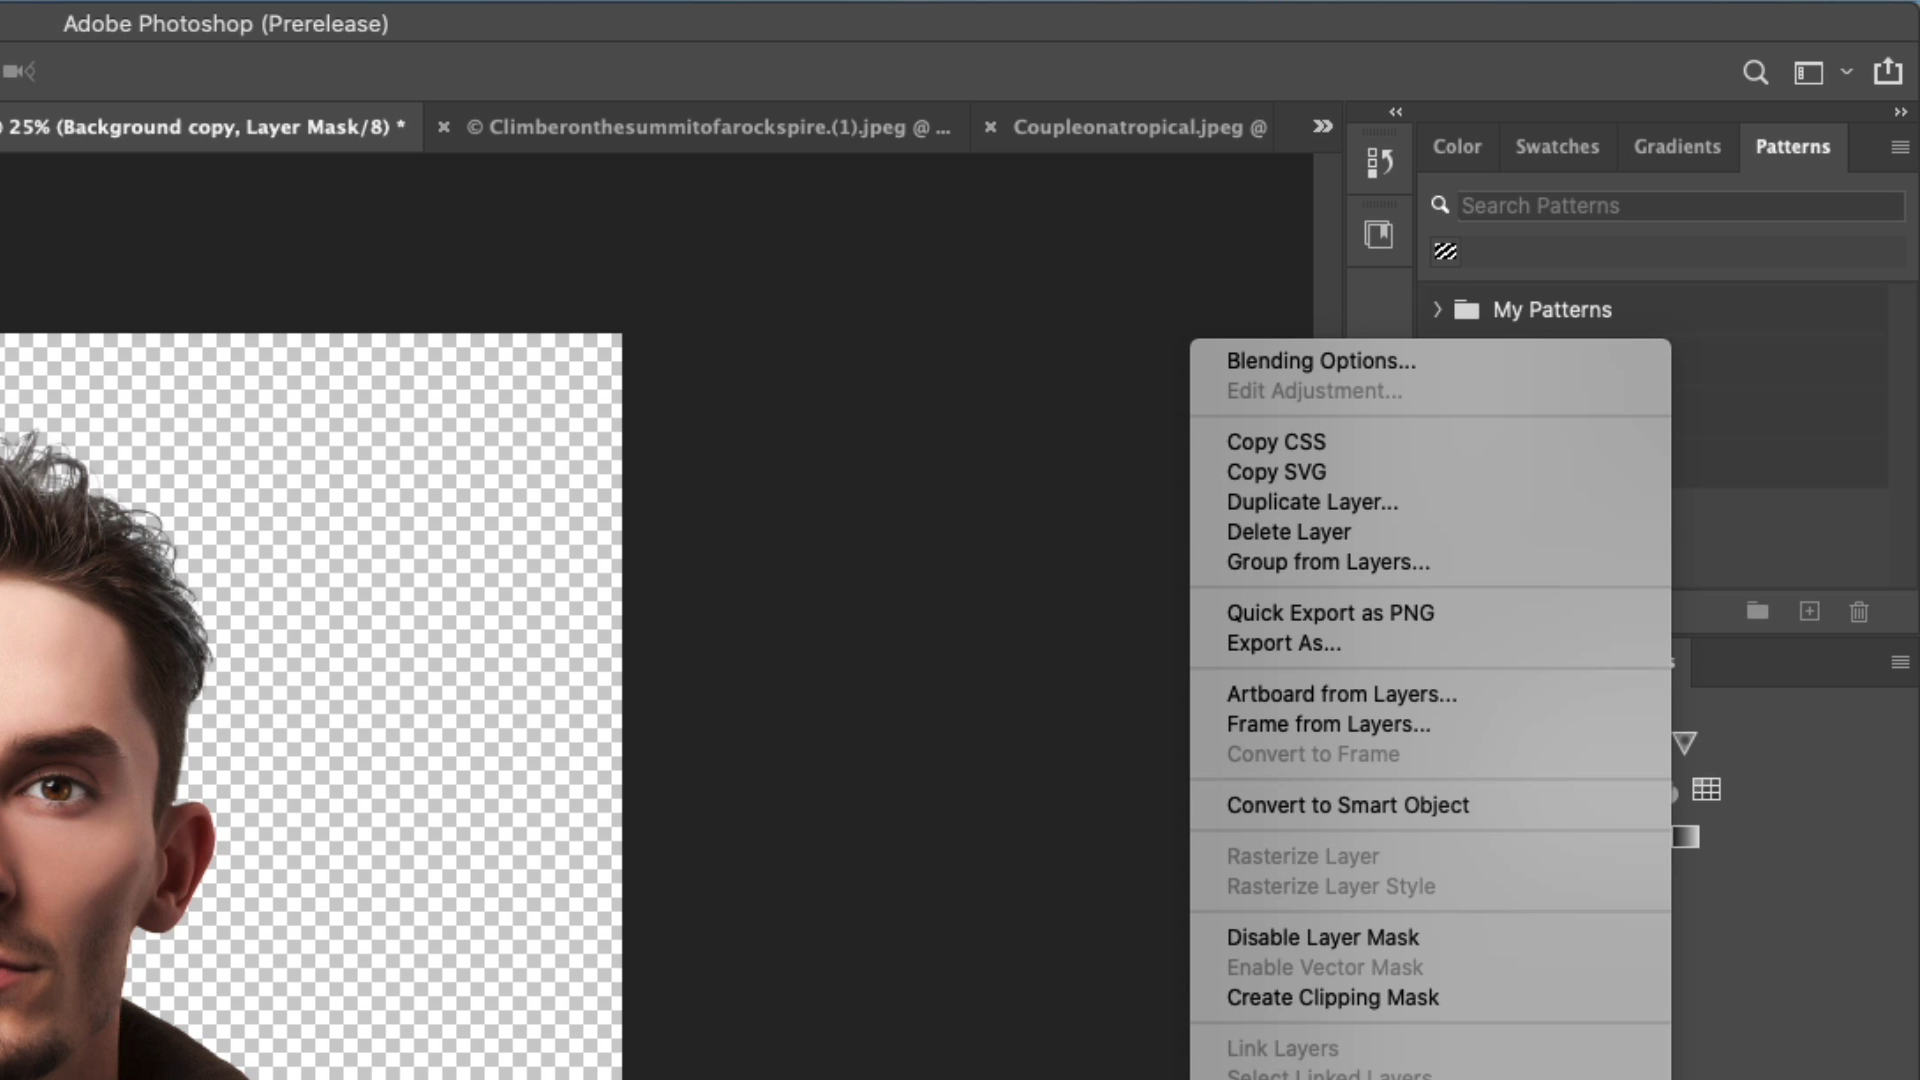 Adobe Photoshop (Prerelease)
25% (Background copy, Layer Mask/8) *
× © Climberonthesummitofarockspire.(1).jpeg @ ...
× Coupleonatropical.jpeg @
Color Swatches Gradients Patterns
Search Patterns
My Patterns
Blending Options...
Edit Adjustment...
Copy CSS
Copy SVG
Duplicate Layer...
Delete Layer
Group from Layers...
Quick Export as PNG
Export As...
Artboard from Layers...
Frame from Layers...
Convert to Frame
Convert to Smart Object
Rasterize Layer
Rasterize Layer Style
Disable Layer Mask
Enable Vector Mask
Create Clipping Mask
Link Layers
Select Linked Layers